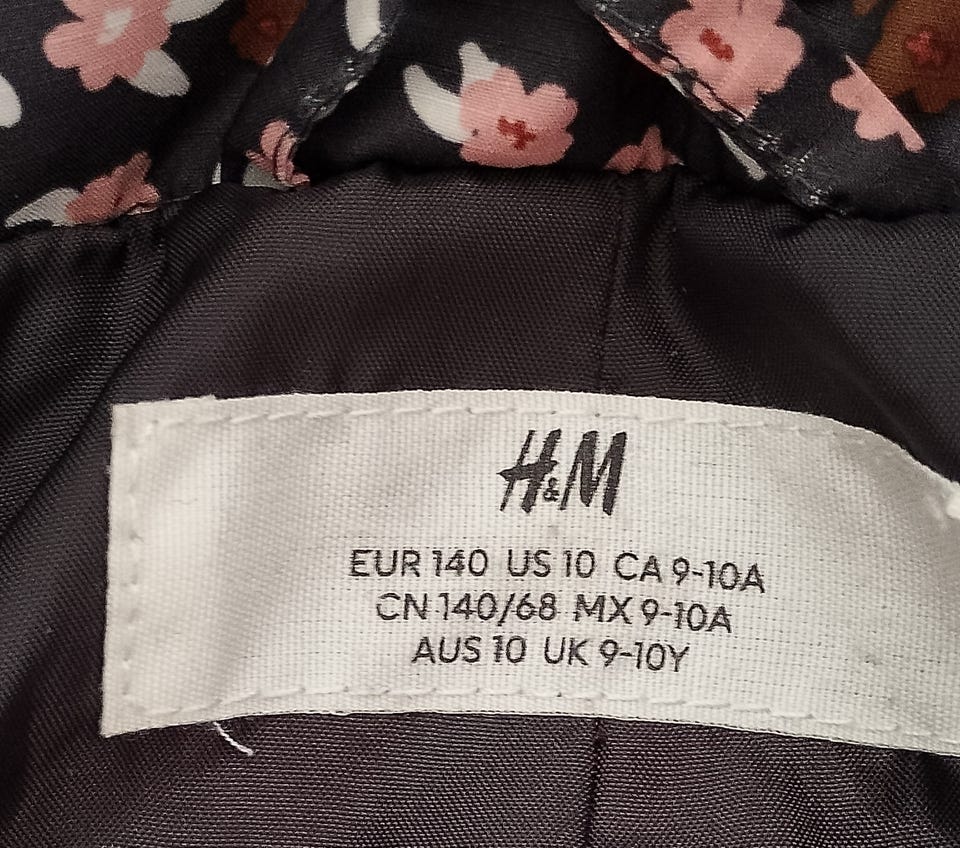 H&M
EUR 140 US 10 CA 9-10A
CN 140/68 MX 9-10A
AUS 10 UK 9-10Y